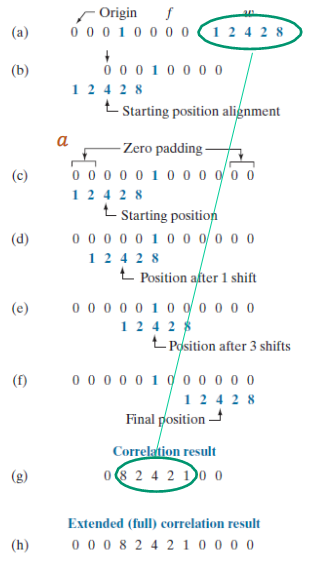 Origin f w
(a) 0 0 0 1 0 0 0 0 1 2 4 2 8
(b) 0 0 0 1 0 0 0 0
1 2 4 2 8
Starting position alignment
a
Zero padding
(c) 0 0 0 0 0 1 0 0 0 0 0 0
1 2 4 2 8
Starting position
(d) 0 0 0 0 0 1 0 0 0 0 0 0
1 2 4 2 8
Position after 1 shift
(e) 0 0 0 0 0 1 0 0 0 0 0 0
1 2 4 2 8
Position after 3 shifts
(f) 0 0 0 0 0 1 0 0 0 0 0 0
1 2 4 2 8
Final position
Correlation result
(g) 0 8 2 4 2 1 0 0
Extended (full) correlation result
(h) 0 0 0 8 2 4 2 1 0 0 0 0